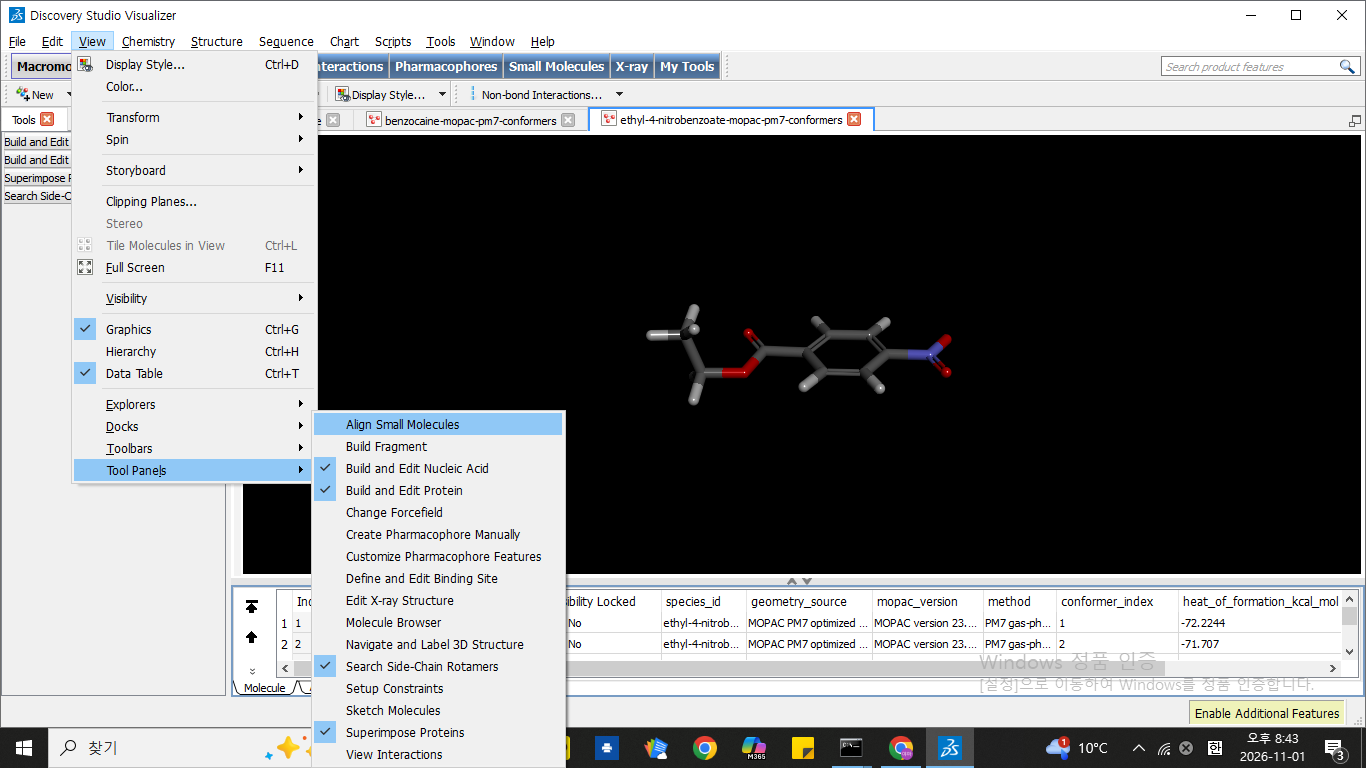 Discovery Studio Visualizer
File Edit View Chemistry Structure Sequence Chart Scripts Tools Window Help
Macromo
nteractions Pharmacophores Small Molecules X-ray My Tools
Search product features
New
Display Style...
Non-bond Interactions...
Tools
benzocaine-mopac-pm7-conformers
ethyl-4-nitrobenzoate-mopac-pm7-conformers
Build and Edit
Build and Edit
Superimpose P
Search Side-C
Display Style... Ctrl+D
Color...
Transform
Spin
Storyboard
Clipping Planes...
Stereo
Tile Molecules in View Ctrl+L
Full Screen F11
Visibility
Graphics Ctrl+G
Hierarchy Ctrl+H
Data Table Ctrl+T
Explorers
Docks
Toolbars
Tool Panels
Align Small Molecules
Build Fragment
Build and Edit Nucleic Acid
Build and Edit Protein
Change Forcefield
Create Pharmacophore Manually
Customize Pharmacophore Features
Define and Edit Binding Site
Edit X-ray Structure
Molecule Browser
Navigate and Label 3D Structure
Search Side-Chain Rotamers
Setup Constraints
Sketch Molecules
Superimpose Proteins
View Interactions
Ind ibility Locked species_id geometry_source mopac_version method conformer_index heat_of_formation_kcal_mol
1 1 No ethyl-4-nitrob... MOPAC PM7 optimized ... MOPAC version 23.... PM7 gas-ph... 1 -72.2244
2 2 No ethyl-4-nitrob... MOPAC PM7 optimized ... MOPAC version 23.... PM7 gas-ph... 2 -71.707
Molecule
Windows 정품 인증
[설정]으로 이동하여 Windows를 정품 인증합니다.
Enable Additional Features
찾기
M365
1
10°C
한
오후 8:43
2026-11-01
3